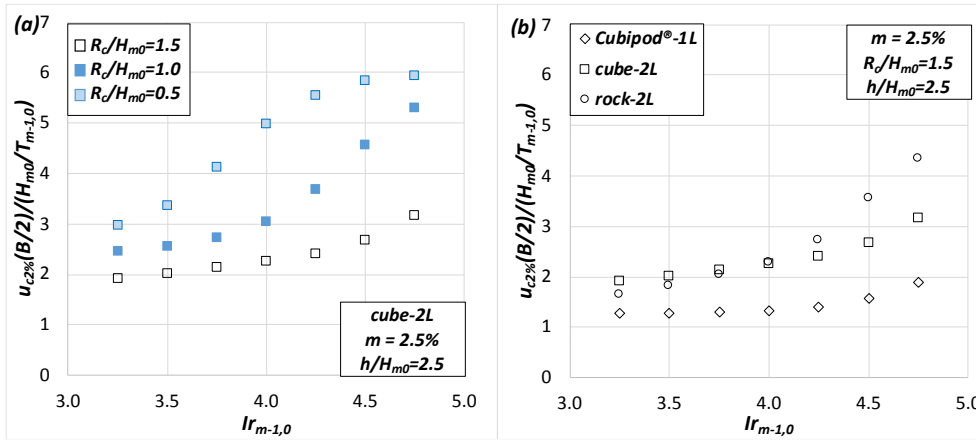 (a)
R_c/H_m0=1.5
R_c/H_m0=1.0
R_c/H_m0=0.5
7
6
5
4
3
2
1
0
u_c2%(B/2)/(H_m0/T_m-1,0)
cube-2L
m = 2.5%
h/H_m0=2.5
3.0 3.5 4.0 4.5 5.0
Ir_m-1,0
(b)
Cubipod®-1L
cube-2L
rock-2L
m = 2.5%
R_c/H_m0=1.5
h/H_m0=2.5
7
6
5
4
3
2
1
0
u_c2%(B/2)/(H_m0/T_m-1,0)
3.0 3.5 4.0 4.5 5.0
Ir_m-1,0